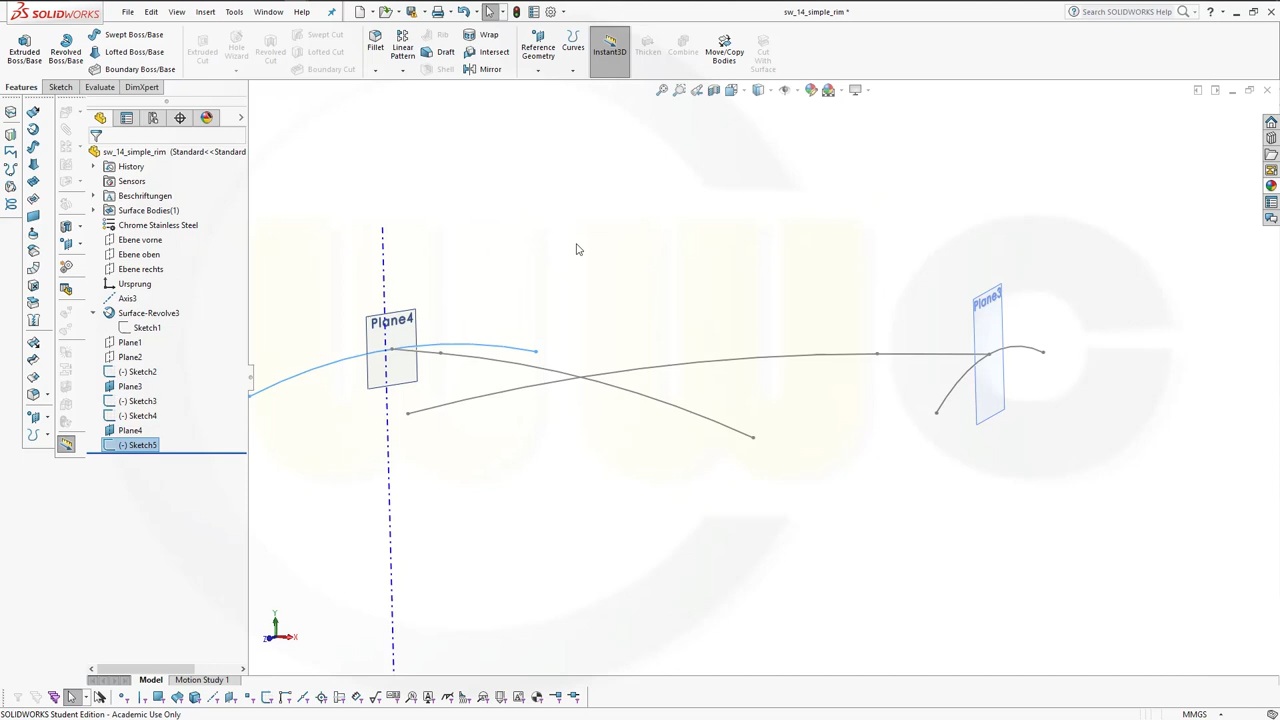 SOLIDWORKS
File
Edit
View
Insert
Tools
Window
Help
sw_14_simple_rim *
Search SOLIDWORKS Help
Extruded Boss/Base
Revolved Boss/Base
Swept Boss/Base
Lofted Boss/Base
Boundary Boss/Base
Extruded Cut
Hole Wizard
Revolved Cut
Swept Cut
Lofted Cut
Boundary Cut
Fillet
Linear Pattern
Rib
Draft
Shell
Wrap
Intersect
Mirror
Reference Geometry
Curves
Instant3D
Thicken
Combine
Move/Copy Bodies
Cut With Surface
Features
Sketch
Evaluate
DimXpert
sw_14_simple_rim (Standard<<Standard
History
Sensors
Beschriftungen
Surface Bodies(1)
Chrome Stainless Steel
Ebene vorne
Ebene oben
Ebene rechts
Ursprung
Axis3
Surface-Revolve3
Sketch1
Plane1
Plane2
(-) Sketch2
Plane3
(-) Sketch3
(-) Sketch4
Plane4
(-) Sketch5
Plane4
Plane3
Y
X
Z
Model
Motion Study 1
SOLIDWORKS Student Edition - Academic Use Only
MMGS